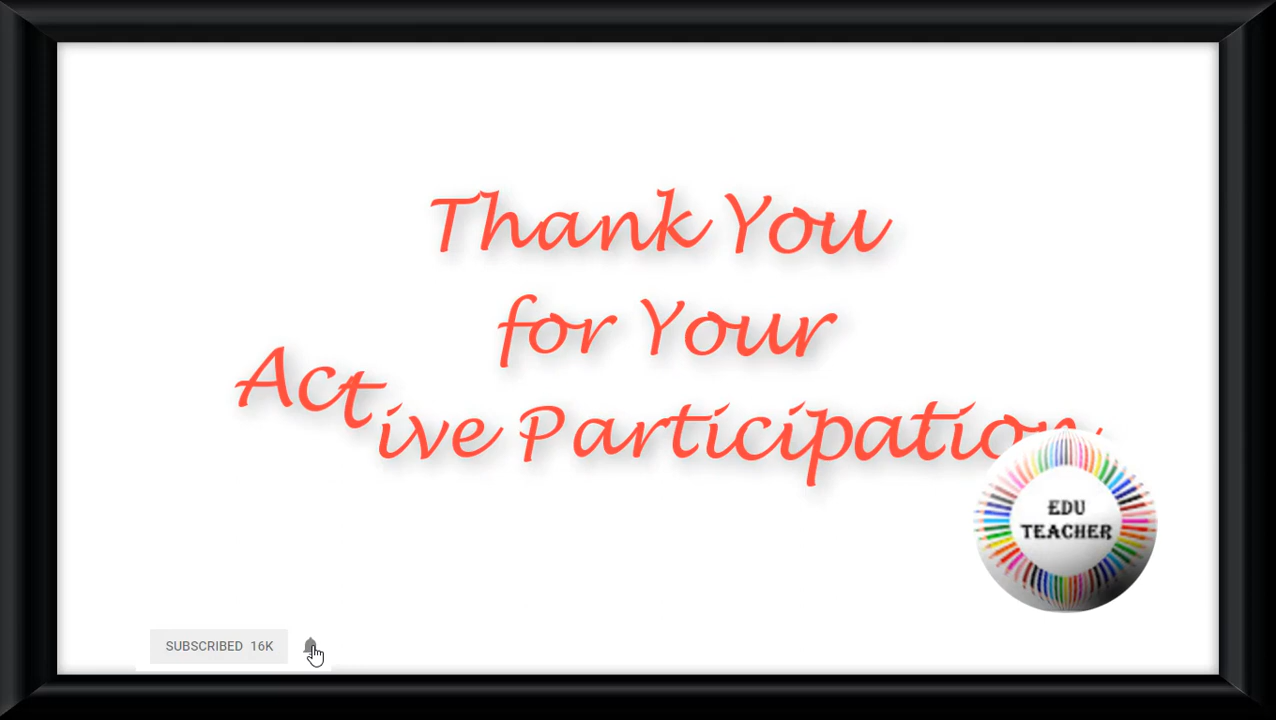 Thank You
for Your
Active Participation
EDU
TEACHER
SUBSCRIBED 16K